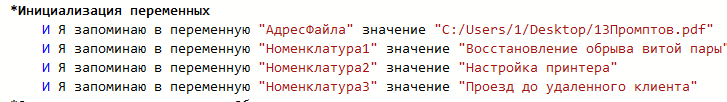 *Инициализация переменных
И Я запоминаю в переменную "АдресФайла" значение "C:/Users/1/Desktop/13Промптов.pdf"
И Я запоминаю в переменную "Номенклатура1" значение "Восстановление обрыва витой пары"
И Я запоминаю в переменную "Номенклатура2" значение "Настройка принтера"
И Я запоминаю в переменную "Номенклатура3" значение "Проезд до удаленного клиента"